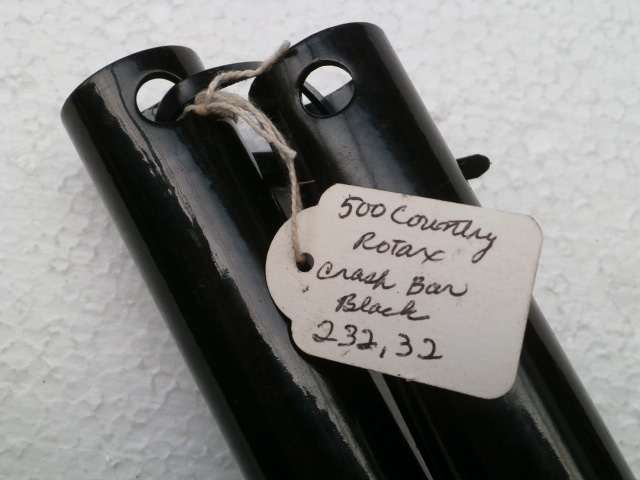 500 Country
Rotax
Crash Bar
Black
232,32